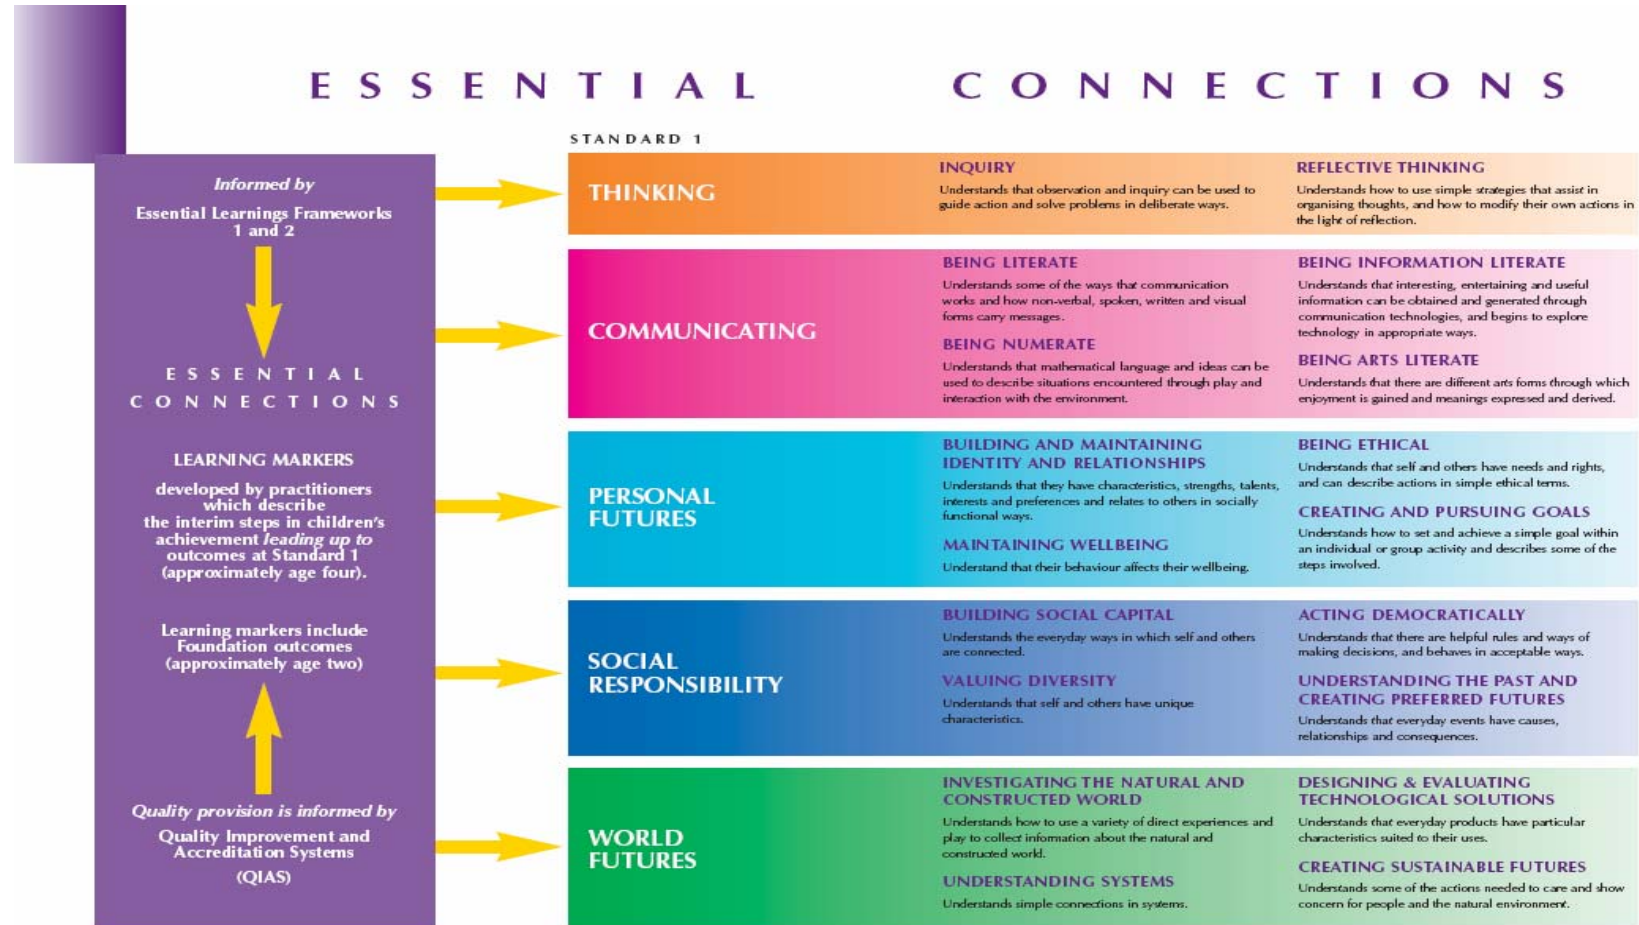 ESSENTIAL CONNECTIONS
STANDARD 1
Informed by
Essential Learnings Frameworks
1 and 2
ESSENTIAL
CONNECTIONS
LEARNING MARKERS
developed by practitioners
which describe
the interim steps in children's
achievement leading up to
outcomes at Standard 1
(approximately age four).
Learning markers include
Foundation outcomes
(approximately age two)
Quality provision is informed by
Quality Improvement and
Accreditation Systems
(QIAS)
THINKING
INQUIRY
Understands that observation and inquiry can be used to
guide action and solve problems in deliberate ways.
REFLECTIVE THINKING
Understands how to use simple strategies that assist in
organising thoughts, and how to modify their own actions in
the light of reflection.
COMMUNICATING
BEING LITERATE
Understands some of the ways that communication
works and how non-verbal, spoken, written and visual
forms carry messages.
BEING NUMERATE
Understands that mathematical language and ideas can be
used to describe situations encountered through play and
interaction with the environment.
BEING INFORMATION LITERATE
Understands that interesting, entertaining and useful
information can be obtained and generated through
communication technologies, and begins to explore
technology in appropriate ways.
BEING ARTS LITERATE
Understands that there are different arts forms through which
enjoyment is gained and meanings expressed and derived.
PERSONAL
FUTURES
BUILDING AND MAINTAINING
IDENTITY AND RELATIONSHIPS
Understands that they have characteristics, strengths, talents,
interests and preferences and relates to others in socially
functional ways.
MAINTAINING WELLBEING
Understand that their behaviour affects their wellbeing.
BEING ETHICAL
Understands that self and others have needs and rights,
and can describe actions in simple ethical terms.
CREATING AND PURSUING GOALS
Understands how to set and achieve a simple goal within
an individual or group activity and describes some of the
steps involved.
SOCIAL
RESPONSIBILITY
BUILDING SOCIAL CAPITAL
Understands the everyday ways in which self and others
are connected.
VALUING DIVERSITY
Understands that self and others have unique
characteristics.
ACTING DEMOCRATICALLY
Understands that there are helpful rules and ways of
making decisions, and behaves in acceptable ways.
UNDERSTANDING THE PAST AND
CREATING PREFERRED FUTURES
Understands that everyday events have causes,
relationships and consequences.
WORLD
FUTURES
INVESTIGATING THE NATURAL AND
CONSTRUCTED WORLD
Understands how to use a variety of direct experiences and
play to collect information about the natural and
constructed world.
UNDERSTANDING SYSTEMS
Understands simple connections in systems.
DESIGNING & EVALUATING
TECHNOLOGICAL SOLUTIONS
Understands that everyday products have particular
characteristics suited to their uses.
CREATING SUSTAINABLE FUTURES
Understands some of the actions needed to care and show
concern for people and the natural environment.